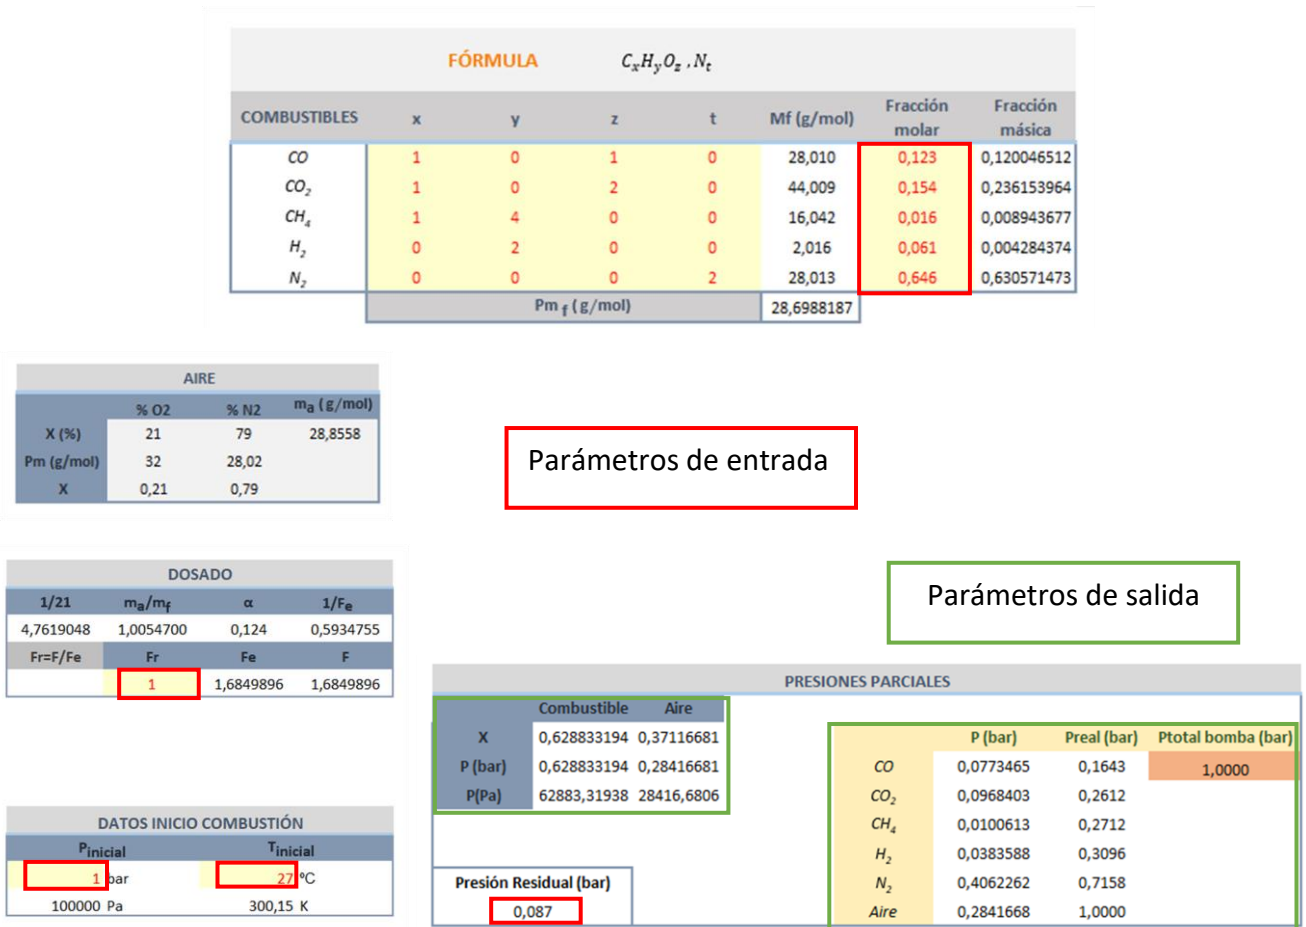 FÓRMULA CₓHᵧO_z , N_t
COMBUSTIBLES x y z t Mf (g/mol) Fracción molar Fracción másica
CO 1 0 1 0 28,010 0,123 0,120046512
CO₂ 1 0 2 0 44,009 0,154 0,236153964
CH₄ 1 4 0 0 16,042 0,016 0,008943677
H₂ 0 2 0 0 2,016 0,061 0,004284374
N₂ 0 0 0 2 28,013 0,646 0,630571473
Pm f (g/mol) 28,6988187
AIRE
% O2 % N2 ma (g/mol)
X (%) 21 79 28,8558
Pm (g/mol) 32 28,02
X 0,21 0,79
Parámetros de entrada
DOSADO
1/21 ma/mf α 1/Fe
4,7619048 1,0054700 0,124 0,5934755
Fr=F/Fe Fr Fe F
1 1,6849896 1,6849896
Parámetros de salida
DATOS INICIO COMBUSTIÓN
Pinicial Tinicial
1 bar 27 ºC
100000 Pa 300,15 K
PRESIONES PARCIALES
Combustible Aire
X 0,628833194 0,37116681
P (bar) 0,628833194 0,28416681
P(Pa) 62883,31938 28416,6806
Presión Residual (bar)
0,087
P (bar) Preal (bar) Ptotal bomba (bar)
CO 0,0773465 0,1643 1,0000
CO₂ 0,0968403 0,2612
CH₄ 0,0100613 0,2712
H₂ 0,0383588 0,3096
N₂ 0,4062262 0,7158
Aire 0,2841668 1,0000